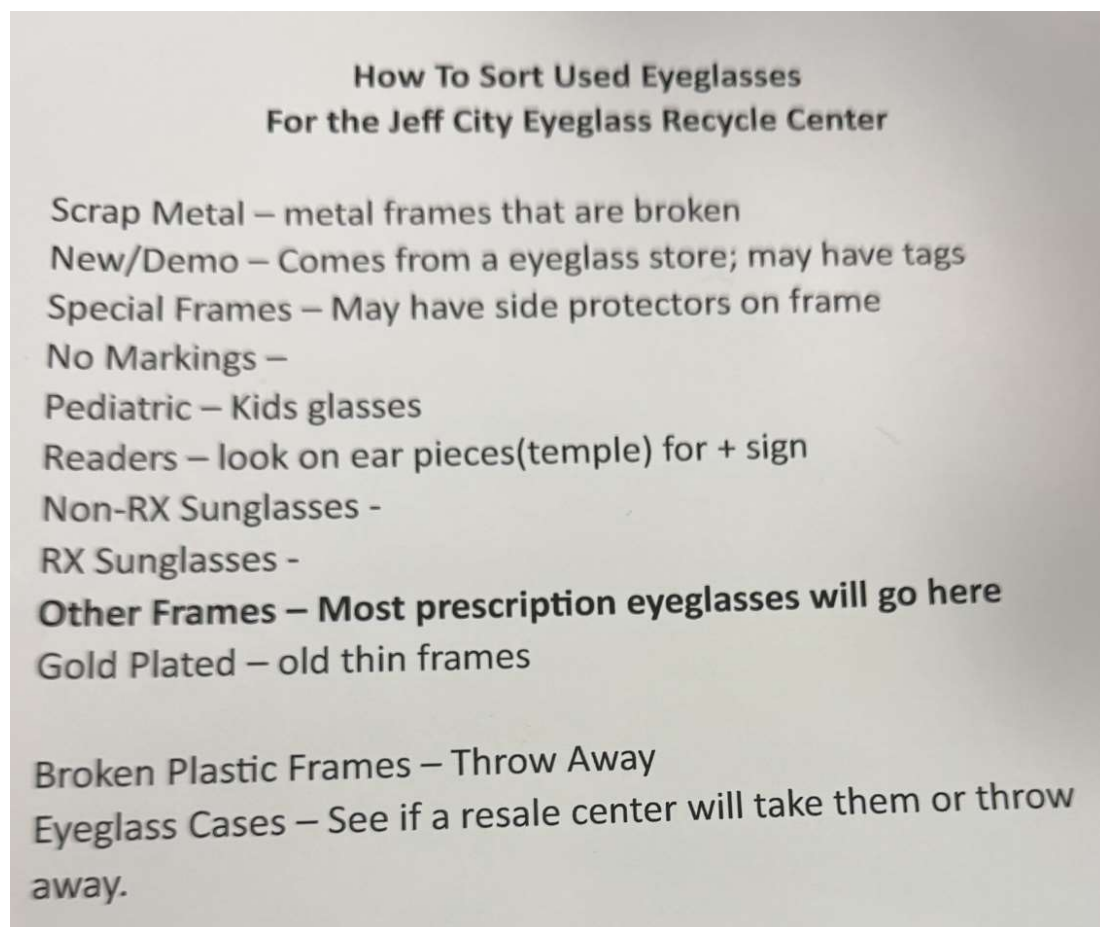 How To Sort Used Eyeglasses
For the Jeff City Eyeglass Recycle Center
Scrap Metal – metal frames that are broken
New/Demo – Comes from a eyeglass store; may have tags
Special Frames – May have side protectors on frame
No Markings –
Pediatric – Kids glasses
Readers – look on ear pieces(temple) for + sign
Non-RX Sunglasses -
RX Sunglasses -
Other Frames – Most prescription eyeglasses will go here
Gold Plated – old thin frames
Broken Plastic Frames – Throw Away
Eyeglass Cases – See if a resale center will take them or throw
away.